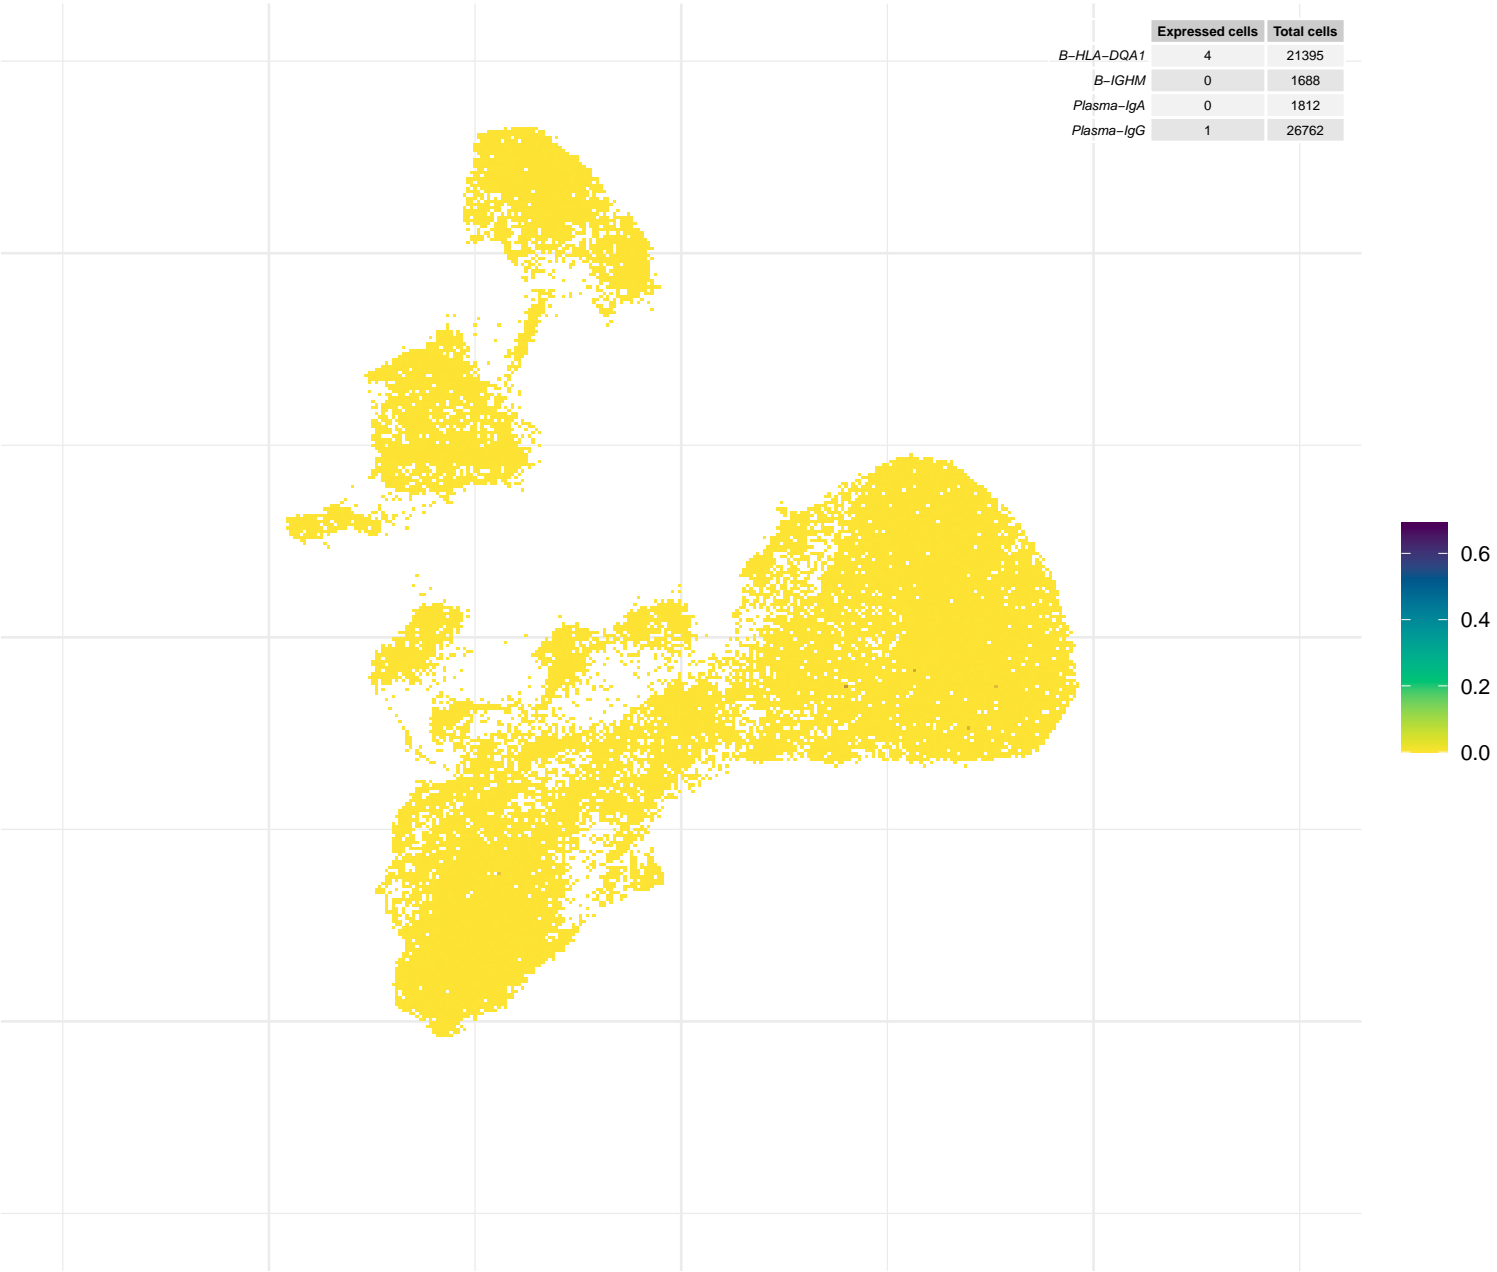 Expressed cells Total cells
B-HLA-DQA1 4 21395
B-IGHM 0 1688
Plasma-IgA 0 1812
Plasma-IgG 1 26762
0.6
0.4
0.2
0.0